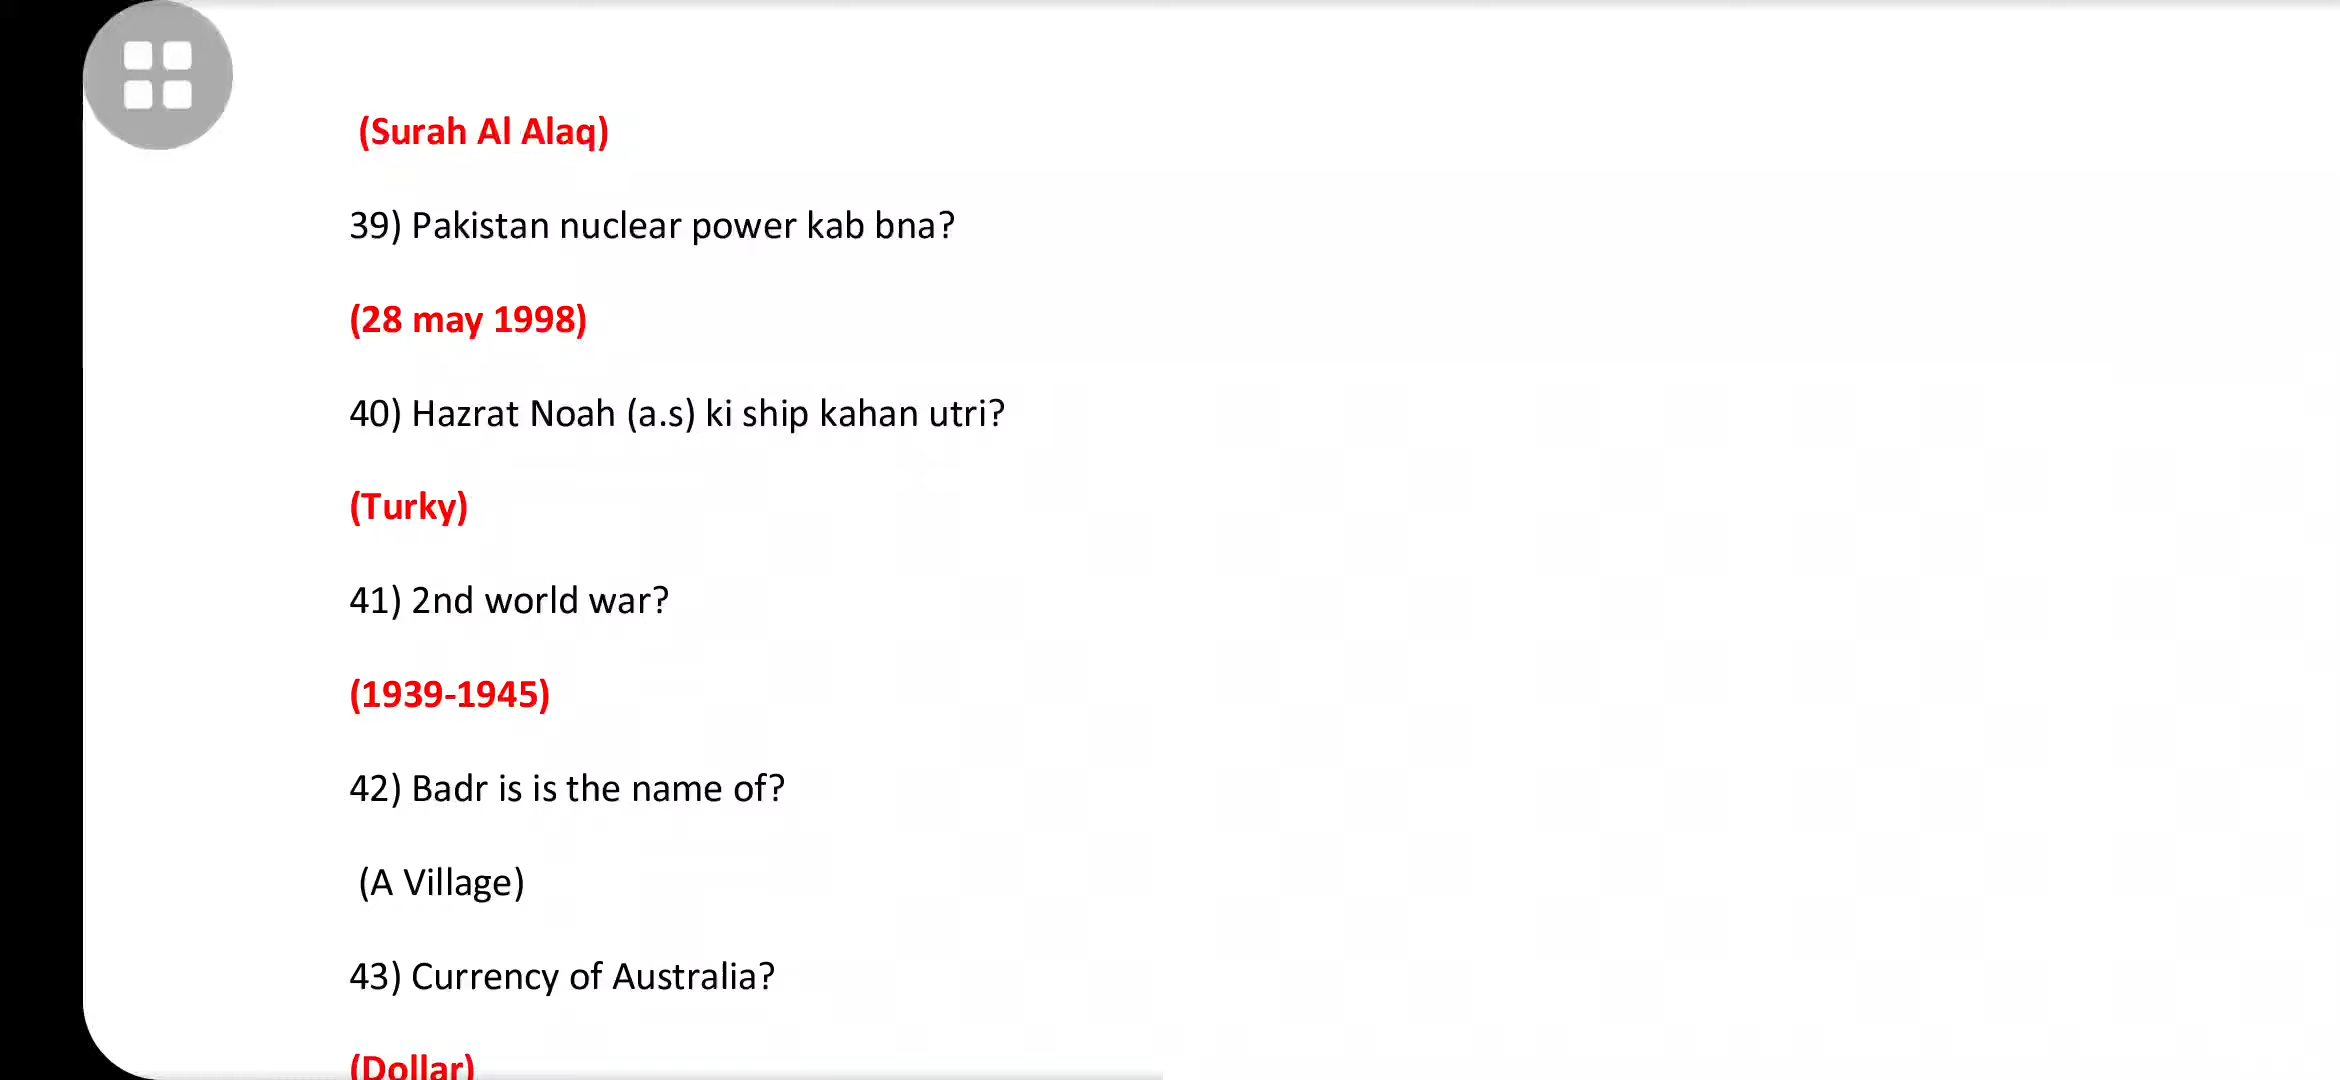 (Surah Al Alaq)
39) Pakistan nuclear power kab bna?
(28 may 1998)
40) Hazrat Noah (a.s) ki ship kahan utri?
(Turky)
41) 2nd world war?
(1939-1945)
42) Badr is is the name of?
(A Village)
43) Currency of Australia?
(Dollar)